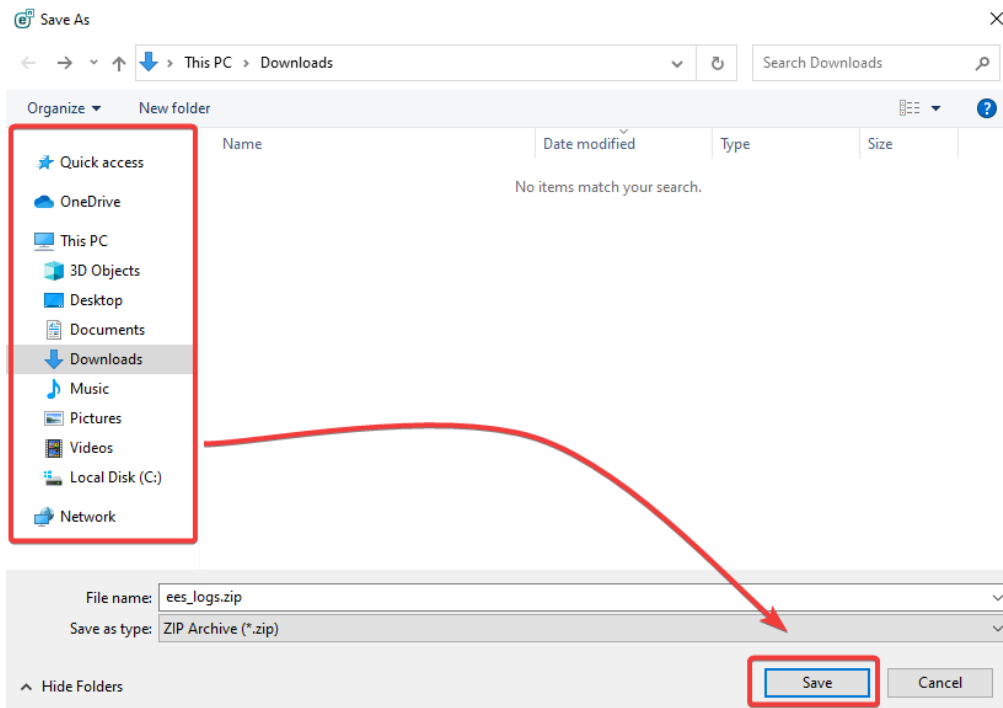 Save As
This PC > Downloads
Search Downloads
Organize
New folder
Name
Date modified
Type
Size
No items match your search.
Quick access
OneDrive
This PC
3D Objects
Desktop
Documents
Downloads
Music
Pictures
Videos
Local Disk (C:)
Network
File name: ees_logs.zip
Save as type: ZIP Archive (*.zip)
Hide Folders
Save
Cancel